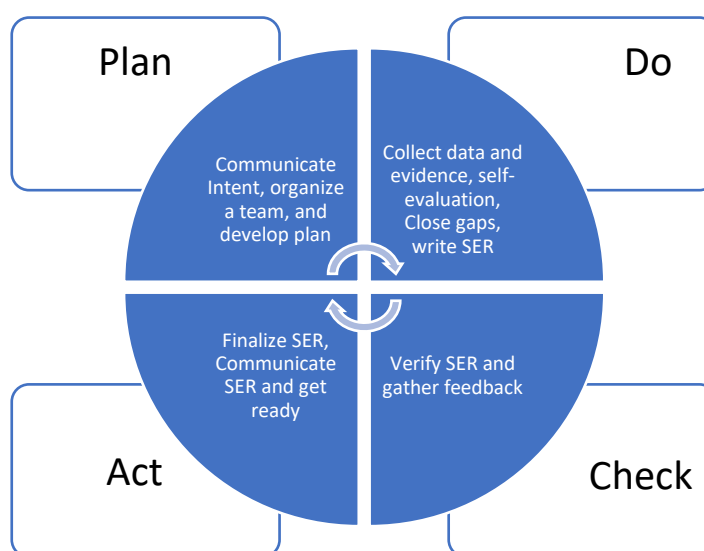 Plan
Do
Communicate
Intent, organize
a team, and
develop plan
Collect data and
evidence, self-
evaluation,
Close gaps,
write SER
Finalize SER,
Communicate
SER and get
ready
Verify SER and
gather feedback
Act
Check